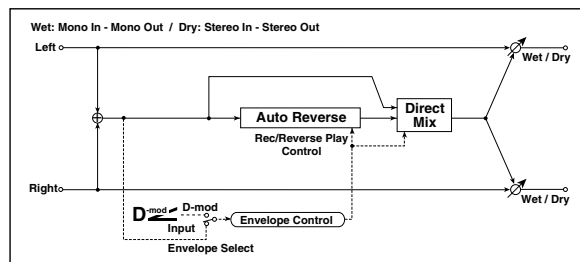 Wet: Mono In - Mono Out / Dry: Stereo In - Stereo Out
Left
Wet / Dry
Auto Reverse
Direct
Mix
Rec/Reverse Play
Control
Right
Wet / Dry
D-mod
D-mod
Envelope Control
Input
Envelope Select